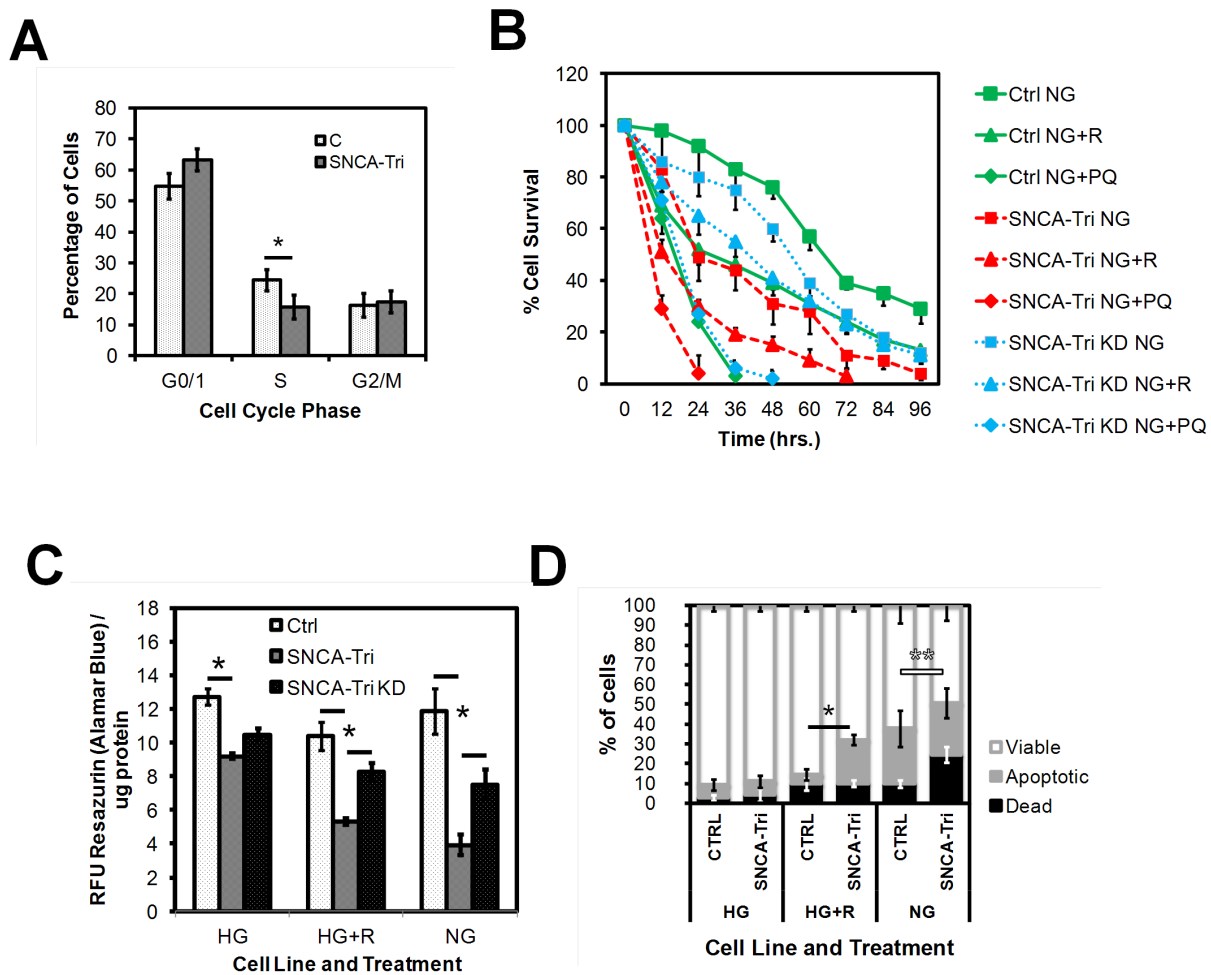 A
80
70
60
50
40
30
20
10
0
Percentage of Cells
C
SNCA-Tri
*
G0/1 S G2/M
Cell Cycle Phase
B
120
100
80
60
40
20
0
% Cell Survival
0 12 24 36 48 60 72 84 96
Time (hrs.)
Ctrl NG
Ctrl NG+R
Ctrl NG+PQ
SNCA-Tri NG
SNCA-Tri NG+R
SNCA-Tri NG+PQ
SNCA-Tri KD NG
SNCA-Tri KD NG+R
SNCA-Tri KD NG+PQ
C
18
16
14
12
10
8
6
4
2
0
RFU Resazurin (Alamar Blue) /
ug protein
Ctrl
SNCA-Tri
SNCA-Tri KD
*
*
*
HG HG+R NG
Cell Line and Treatment
D
100
90
80
70
60
50
40
30
20
10
0
% of cells
*
**
Viable
Apoptotic
Dead
CTRL SNCA-Tri CTRL SNCA-Tri CTRL SNCA-Tri
HG HG+R NG
Cell Line and Treatment